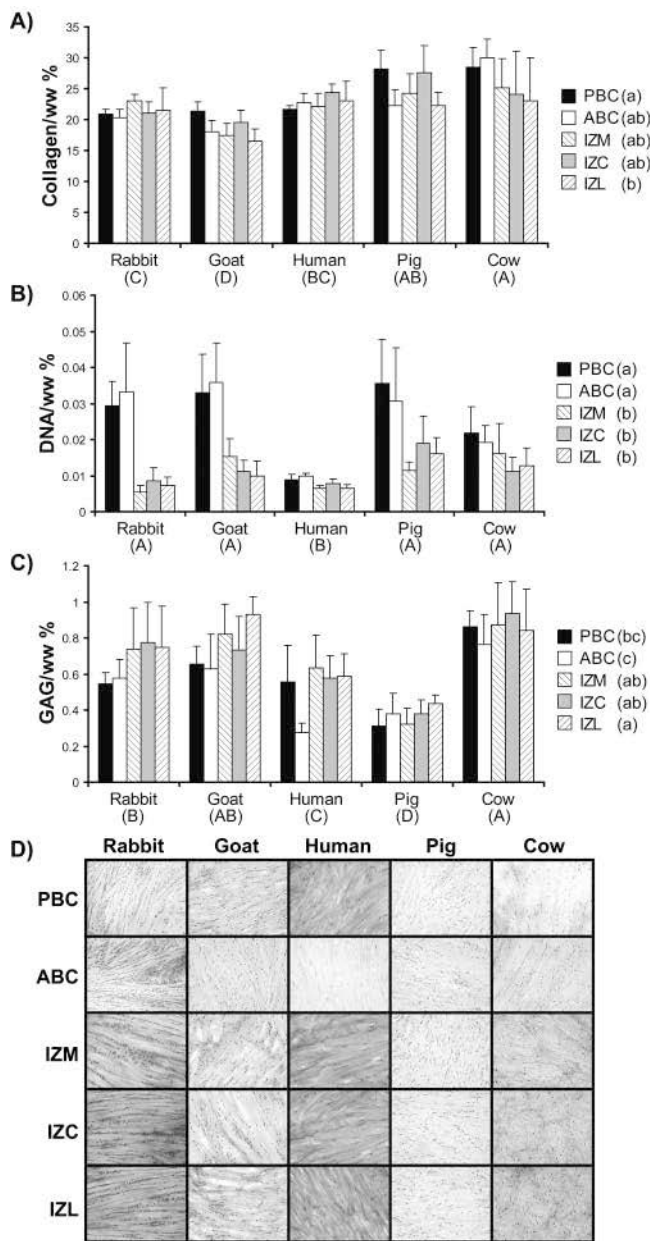 A)
Collagen/ww %
35
30
25
20
15
10
5
0
Rabbit Goat Human Pig Cow
(C) (D) (BC) (AB) (A)
PBC (a)
ABC (ab)
IZM (ab)
IZC (ab)
IZL (b)
B)
DNA/ww %
0.06
0.05
0.04
0.03
0.02
0.01
0
Rabbit Goat Human Pig Cow
(A) (A) (B) (A) (A)
PBC (a)
ABC (a)
IZM (b)
IZC (b)
IZL (b)
C)
GAG/ww %
1.2
1
0.8
0.6
0.4
0.2
0
Rabbit Goat Human Pig Cow
(B) (AB) (C) (D) (A)
PBC (bc)
ABC (c)
IZM (ab)
IZC (ab)
IZL (a)
D)
Rabbit Goat Human Pig Cow
PBC
ABC
IZM
IZC
IZL